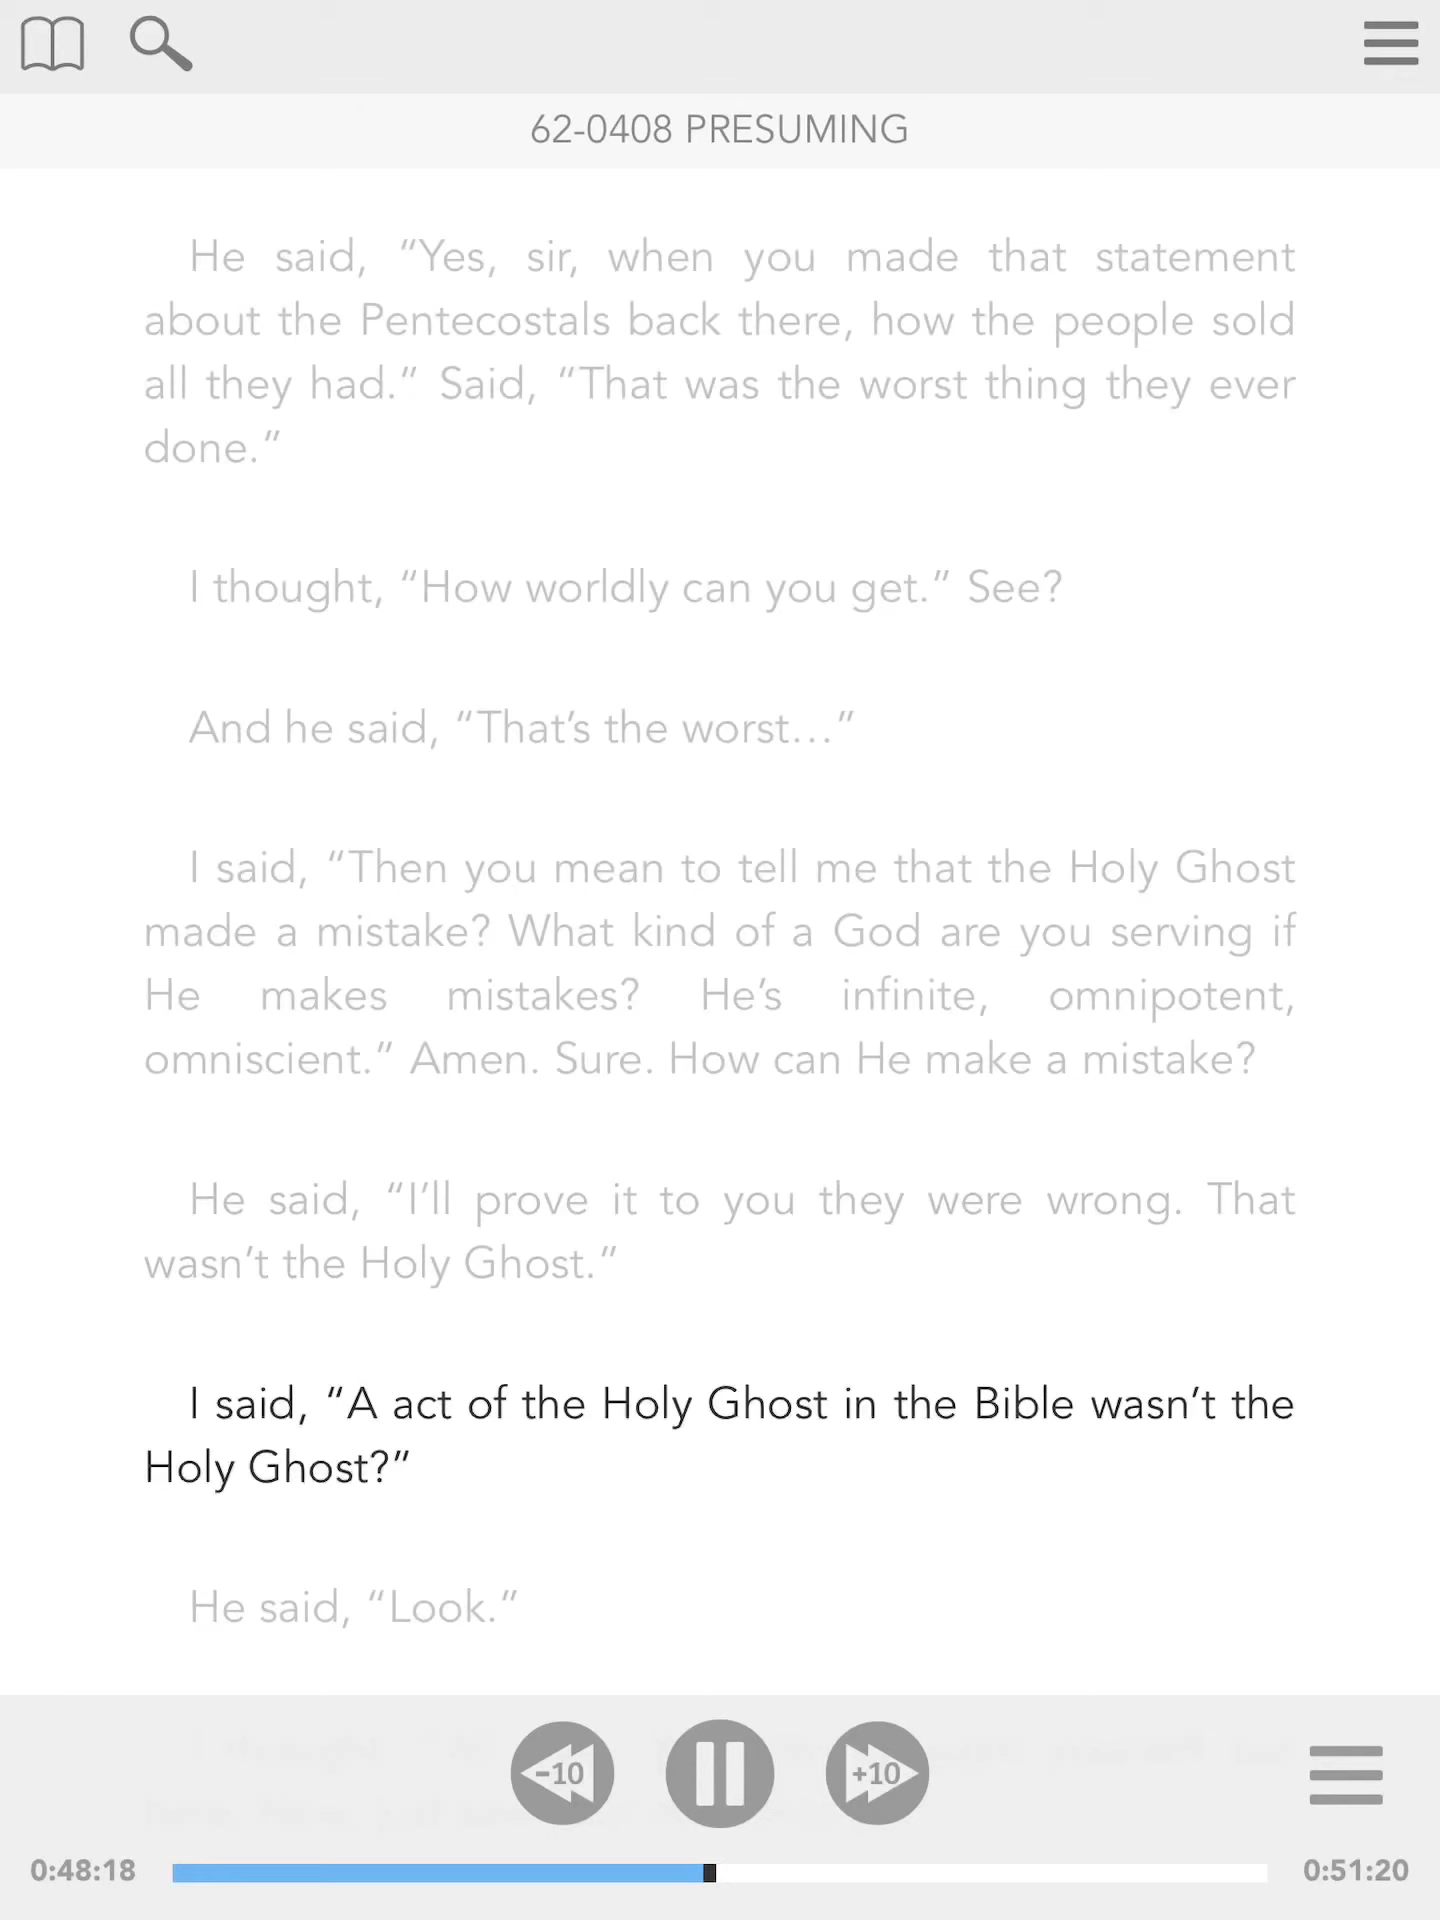 62-0408 PRESUMING
He said, “Yes, sir, when you made that statement
about the Pentecostals back there, how the people sold
all they had.” Said, “That was the worst thing they ever
done.”
I thought, “How worldly can you get.” See?
And he said, “That’s the worst…”
I said, “Then you mean to tell me that the Holy Ghost
made a mistake? What kind of a God are you serving if
He makes mistakes? He’s infinite, omnipotent,
omniscient.” Amen. Sure. How can He make a mistake?
He said, “I’ll prove it to you they were wrong. That
wasn’t the Holy Ghost.”
I said, “A act of the Holy Ghost in the Bible wasn’t the
Holy Ghost?”
He said, “Look.”
-10 +10
0:48:18 0:51:20